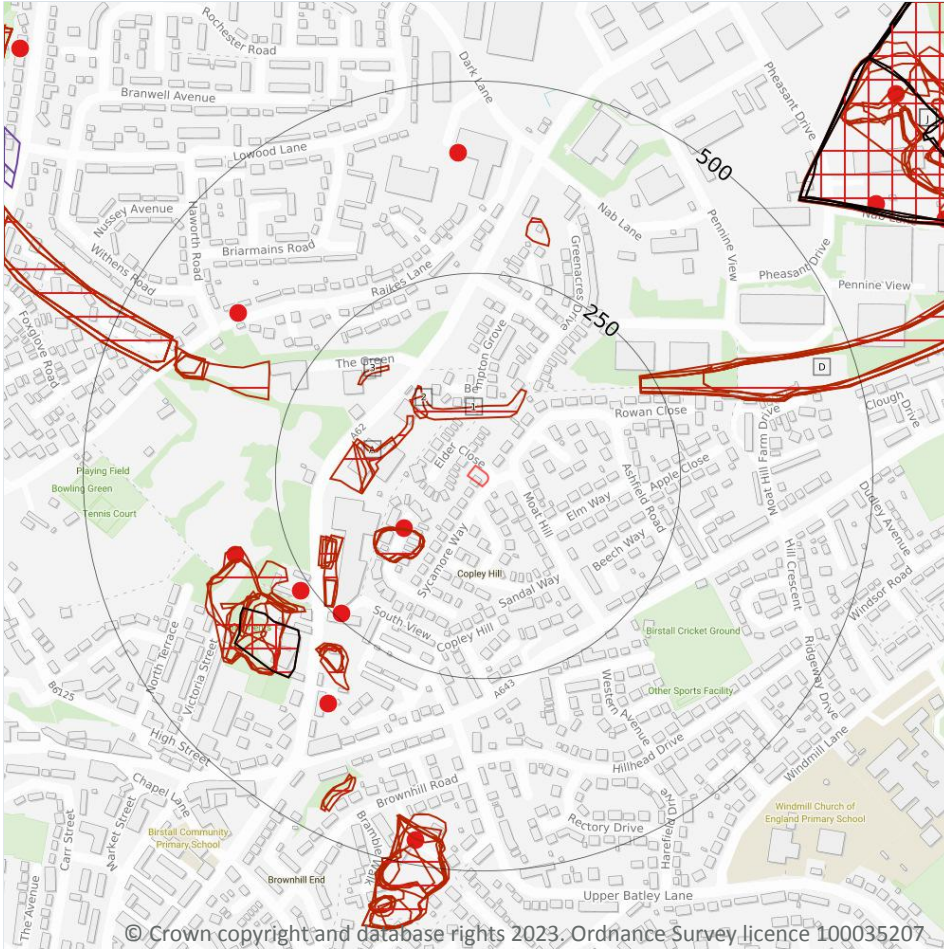 Rochester Road
Dark Lane
Pheasant Drive
Branwell Avenue
Lowood Lane
500
Nussey Avenue
Haworth Road
Briarmains Road
Nab Lane
Pennine View
Withens Road
Raikes Lane
Greenacres Drive
Pheasant Drive
Pennine View
Foxglove Road
250
The Green
3
D
2
1
Rowan Close
Clough Drive
A62
A
Elder
Close
Moat Hill Farm Drive
Playing Field
Bowling Green
Tennis Court
Moat Hill
Elm Way
Ashfield Road
Apple Close
Dudley Avenue
Beech Way
Sycamore Way
Copley Hill
Sandal Way
Hill Crescent
Windsor Road
South View
Copley Hill
Birstall Cricket Ground
North Terrace
Victoria Street
Ridgeway Drive
B6125
A643
Other Sports Facility
Western Avenue
High Street
Hillhead Drive
Windmill Lane
Chapel Lane
Brownhill Road
Carr Street
Market Street
Birstall Community
Primary School
Bramble Walk
Rectory Drive
Harefield Drive
Windmill Church of
England Primary School
The Avenue
Brownhill End
Upper Batley Lane
© Crown copyright and database rights 2023. Ordnance Survey licence 100035207.